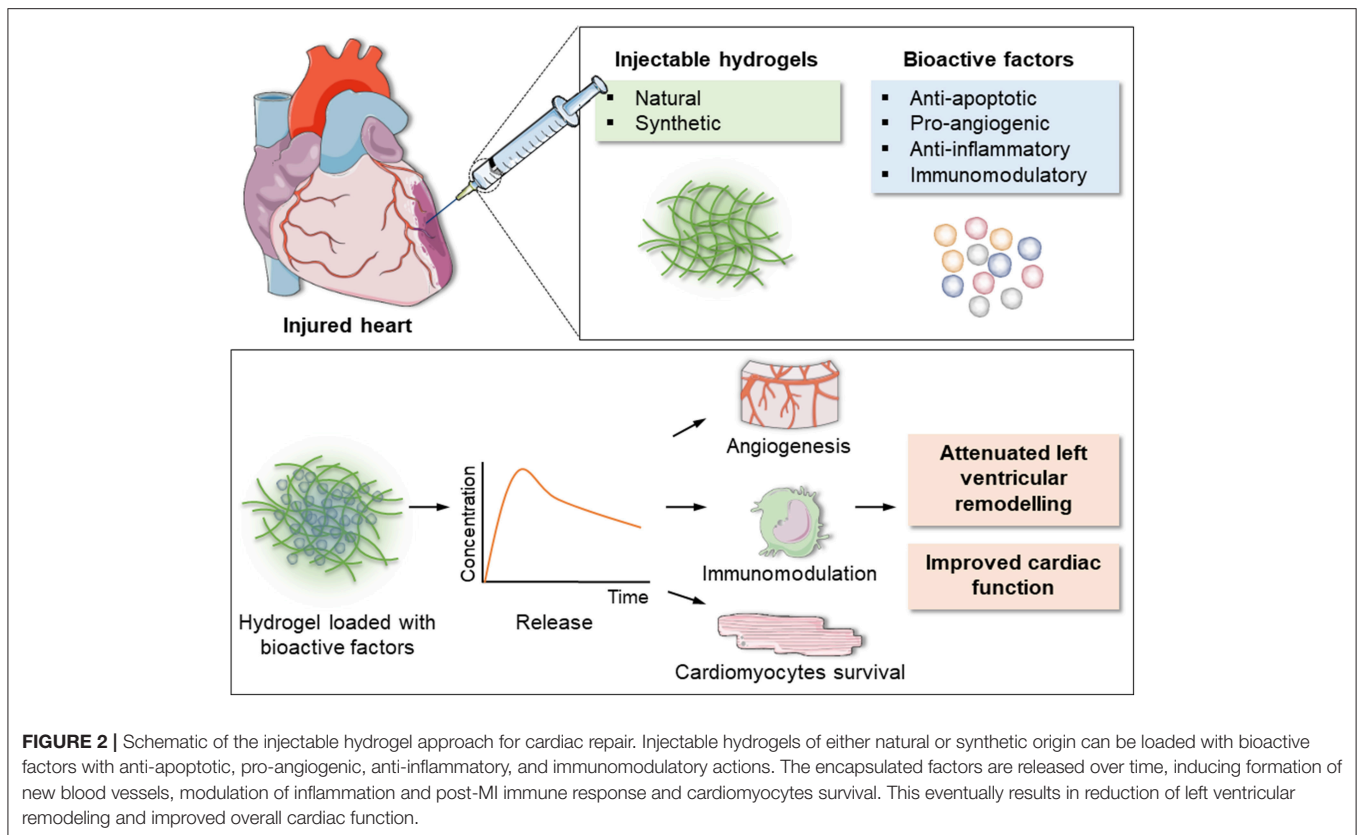 Injectable hydrogels
▪ Natural
▪ Synthetic
Bioactive factors
▪ Anti-apoptotic
▪ Pro-angiogenic
▪ Anti-inflammatory
▪ Immunomodulatory
Injured heart
Hydrogel loaded with
bioactive factors
Concentration
Time
Release
Angiogenesis
Immunomodulation
Cardiomyocytes survival
Attenuated left
ventricular
remodelling
Improved cardiac
function
FIGURE 2 | Schematic of the injectable hydrogel approach for cardiac repair. Injectable hydrogels of either natural or synthetic origin can be loaded with bioactive
factors with anti-apoptotic, pro-angiogenic, anti-inflammatory, and immunomodulatory actions. The encapsulated factors are released over time, inducing formation of
new blood vessels, modulation of inflammation and post-MI immune response and cardiomyocytes survival. This eventually results in reduction of left ventricular
remodeling and improved overall cardiac function.